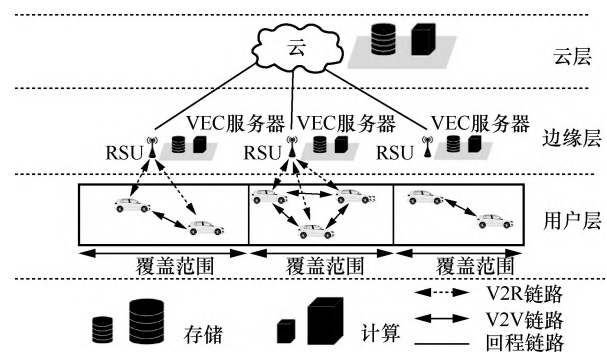 云
云层
VEC服务器 VEC服务器 VEC服务器
RSU RSU RSU
边缘层
用户层
覆盖范围 覆盖范围 覆盖范围
存储 计算
V2R链路
V2V链路
回程链路